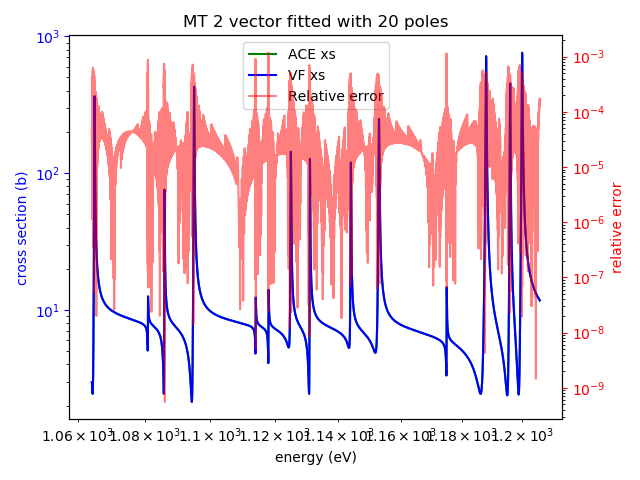 MT 2 vector fitted with 20 poles
ACE xs
VF xs
Relative error
10³
10²
10¹
cross section (b)
10⁻³
10⁻⁴
10⁻⁵
10⁻⁶
10⁻⁷
10⁻⁸
10⁻⁹
relative error
1.06 × 10³ 1.08 × 10³ 1.1 × 10³ 1.12 × 10³ 1.14 × 10³ 1.16 × 10³ 1.18 × 10³ 1.2 × 10³
energy (eV)